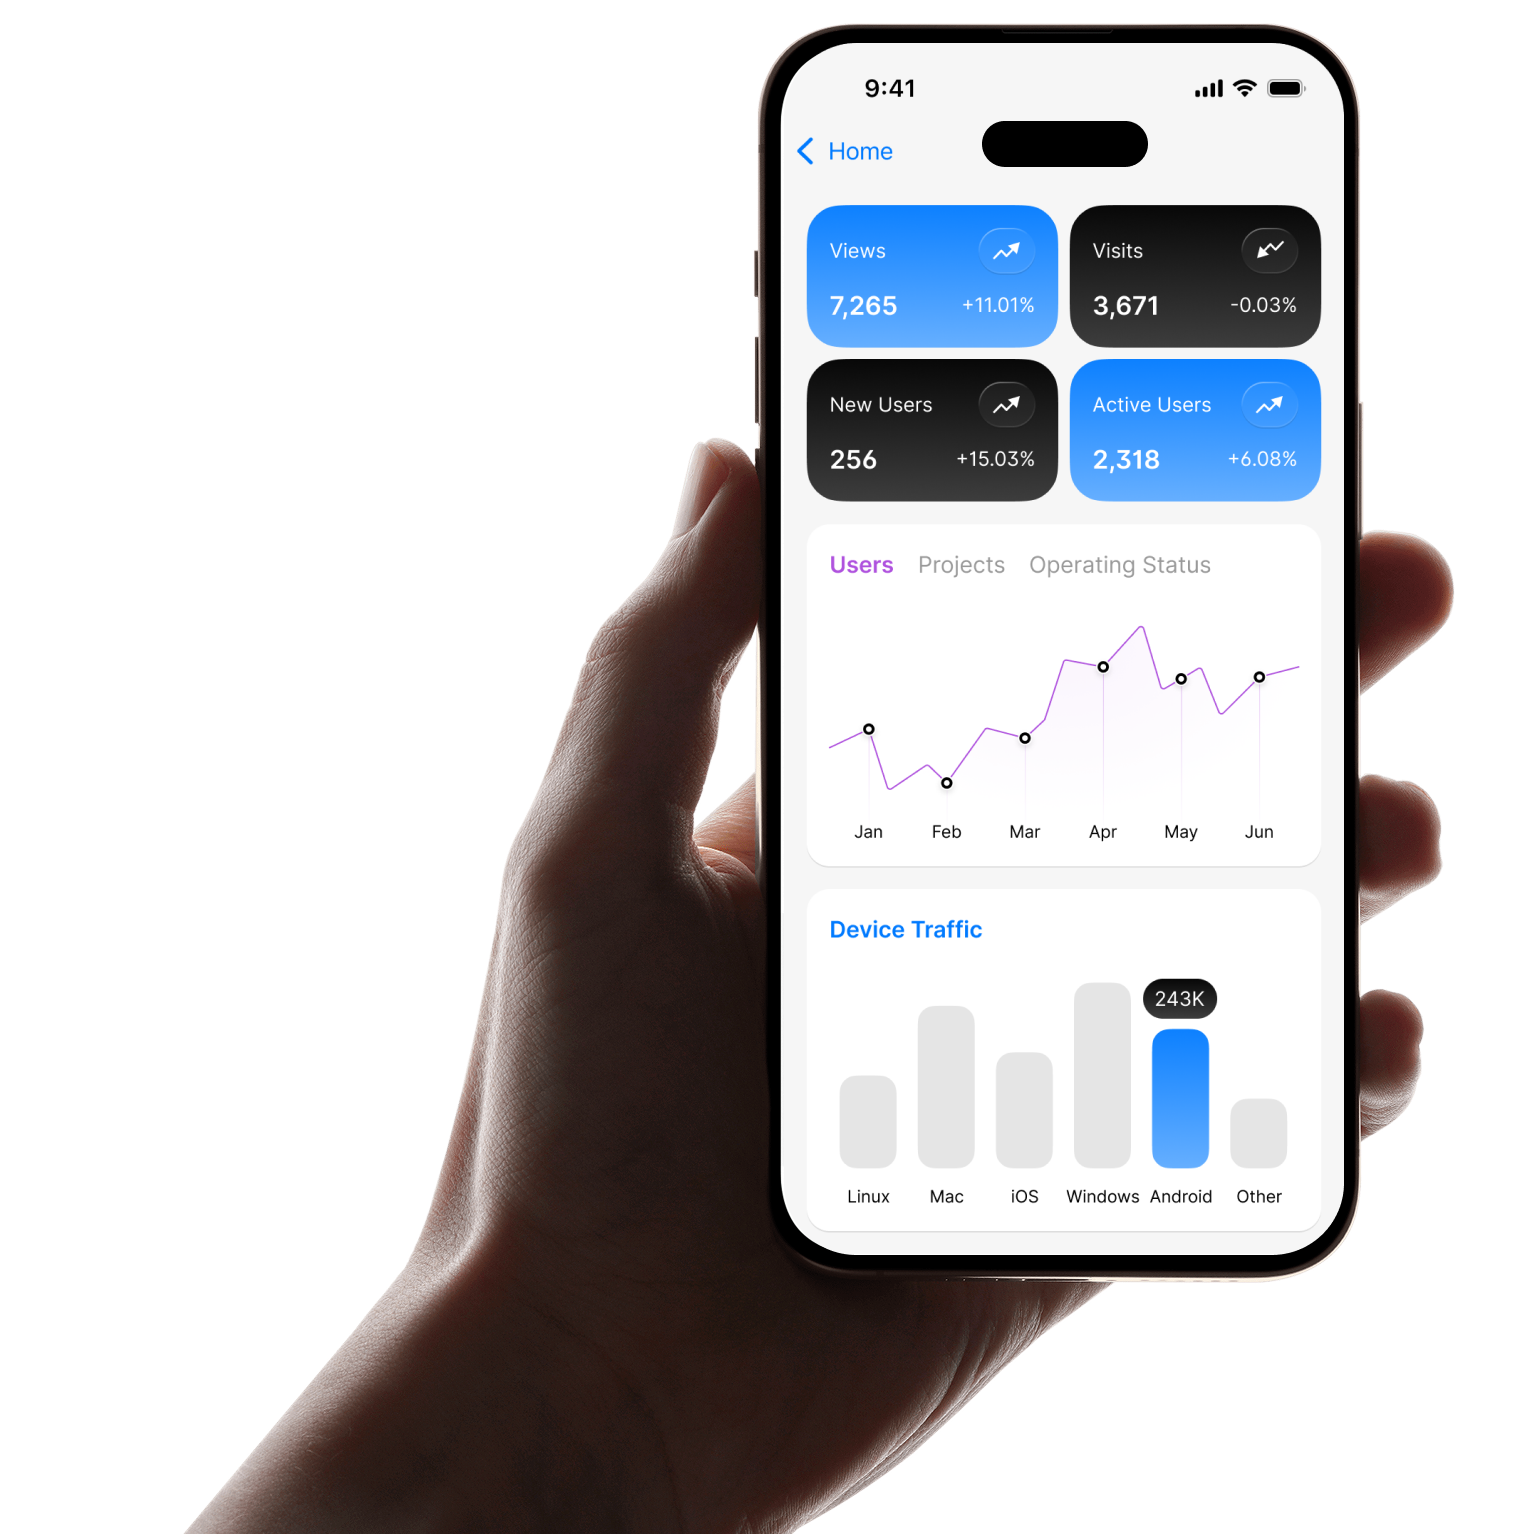 9:41
Home
Views
7,265 +11.01%
Visits
3,671 -0.03%
New Users
256 +15.03%
Active Users
2,318 +6.08%
Users Projects Operating Status
Jan Feb Mar Apr May Jun
Device Traffic
243K
Linux Mac iOS Windows Android Other